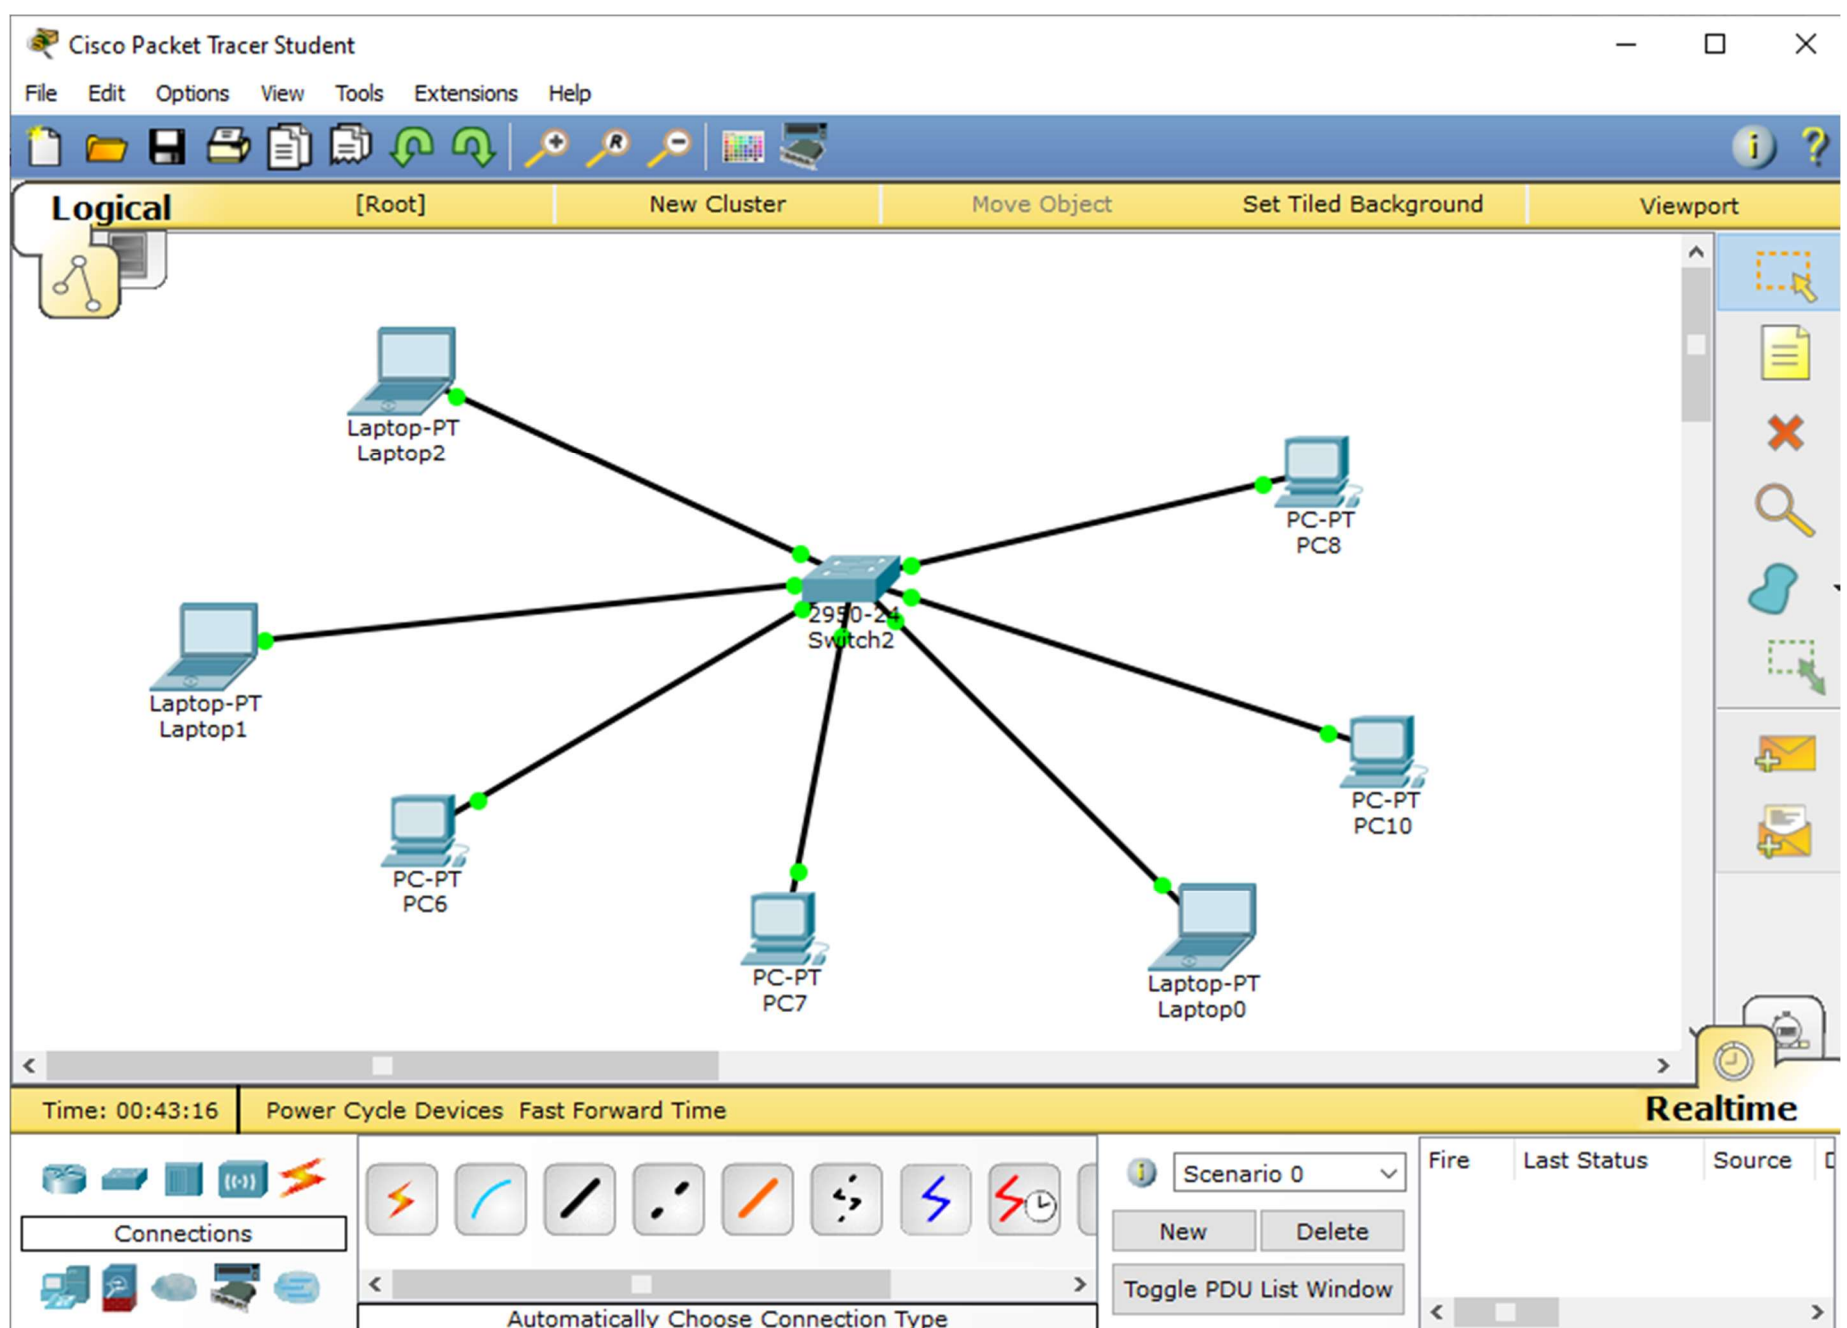 Cisco Packet Tracer Student
File Edit Options View Tools Extensions Help
R
i ?
Logical [Root] New Cluster Move Object Set Tiled Background Viewport
Laptop-PT
Laptop2
PC-PT
PC8
2950-24
Switch2
Laptop-PT
Laptop1
PC-PT
PC10
PC-PT
PC6
PC-PT
PC7
Laptop-PT
Laptop0
Time: 00:43:16 Power Cycle Devices Fast Forward Time Realtime
Connections
Automatically Choose Connection Type
i Scenario 0
New Delete
Toggle PDU List Window
Fire Last Status Source D